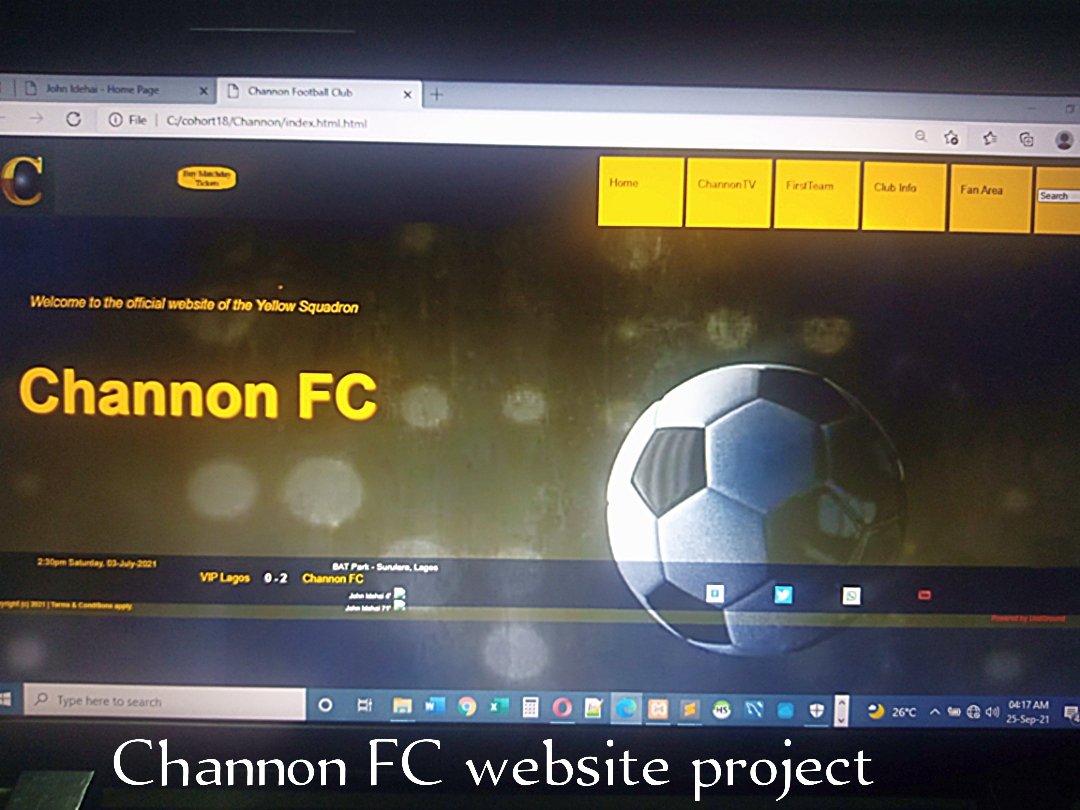 John Idehai - Home Page
Channon Football Club
File | C:/cohort18/Channon/index.html.html
C
Buy Matchday
Tickets
Home
ChannonTV
FirstTeam
Club Info
Fan Area
Search
Welcome to the official website of the Yellow Squadron
Channon FC
2:30pm Saturday, 03-July-2021
BAT Park - Surulere, Lagos
VIP Lagos 0 - 2 Channon FC
John Idehai 4'
John Idehai 71'
(c) 2021 | Terms & Conditions apply.
Powered by
Type here to search
26°C
04:17 AM
25-Sep-21
Channon FC website project